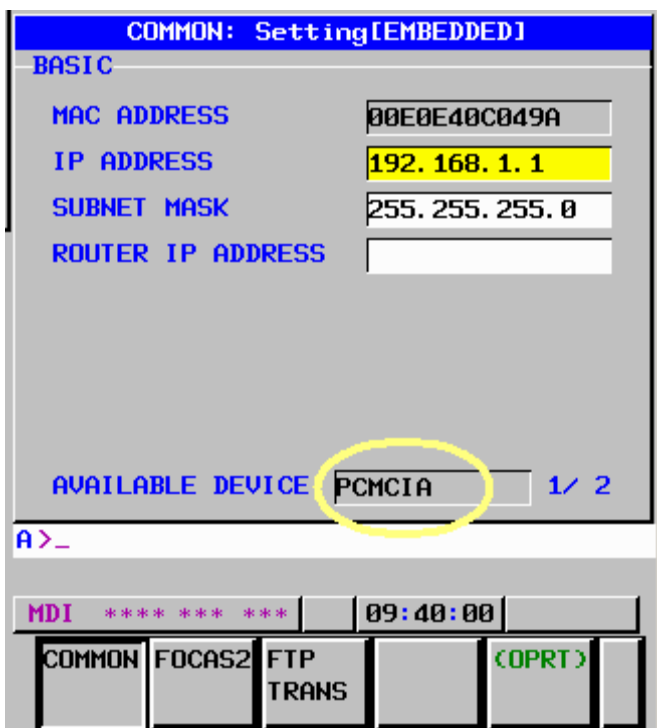 COMMON: Setting[EMBEDDED]
BASIC
MAC ADDRESS 00E0E40C049A
IP ADDRESS 192.168.1.1
SUBNET MASK 255.255.255.0
ROUTER IP ADDRESS
AVAILABLE DEVICE PCMCIA 1/ 2
A>_
MDI **** *** *** 09:40:00
COMMON FOCAS2 FTP TRANS (OPRT)